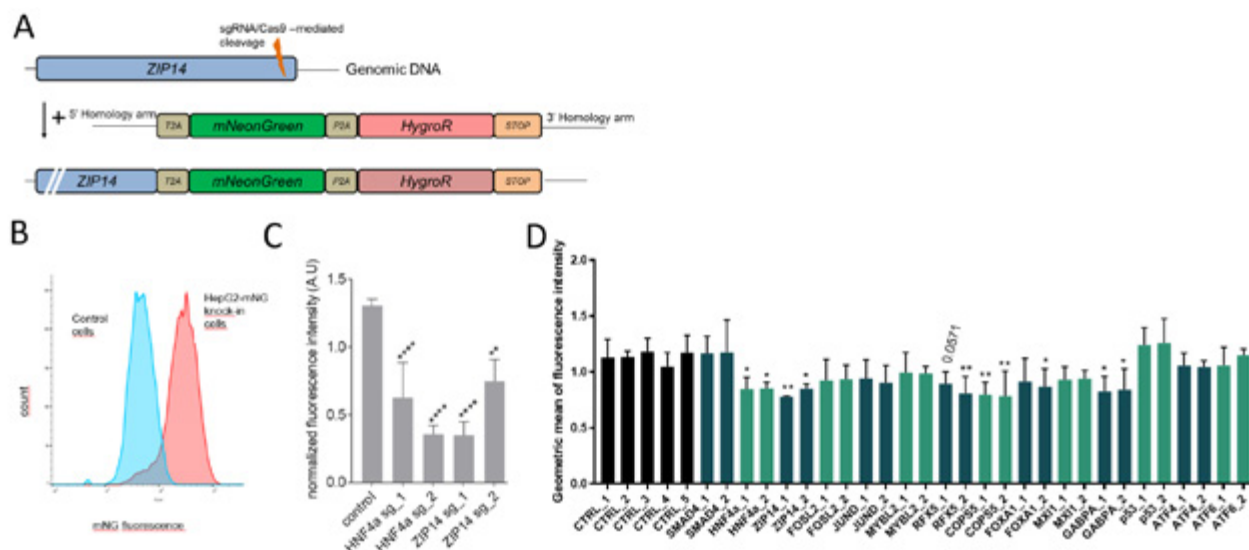 A
sgRNA/Cas9 –mediated
cleavage
ZIP14
Genomic DNA
+
5' Homology arm
3' Homology arm
T2A
mNeonGreen
P2A
HygroR
STOP
ZIP14
T2A
mNeonGreen
P2A
HygroR
STOP
B
Control
cells
HepG2-mNG
knock-in
cells
count
mNG fluorescence
C
normalized fluorescence intensity (A.U)
1.5
1.0
0.5
0.0
****
****
****
**
control
HNF4a sg_1
HNF4a sg_2
ZIP14 sg_1
ZIP14 sg_2
D
Geometric mean of fluorescence intensity
2.0
1.5
1.0
0.5
0.0
*
*
**
*
0.0571
**
**
**
*
*
*
CTRL_1
CTRL_2
CTRL_3
CTRL_4
CTRL_5
SMAD4_1
SMAD4_2
HNF4a_1
HNF4a_2
ZIP14_1
ZIP14_2
FOSL2_1
FOSL2_2
JUND_1
JUND_2
MYBL2_1
MYBL2_2
RFX5_1
RFX5_2
COPS5_1
COPS5_2
FOXA1_1
FOXA1_2
MXI1_1
MXI1_2
GABPA_1
GABPA_2
p53_1
p53_2
ATF4_1
ATF4_2
ATF6_1
ATF6_2